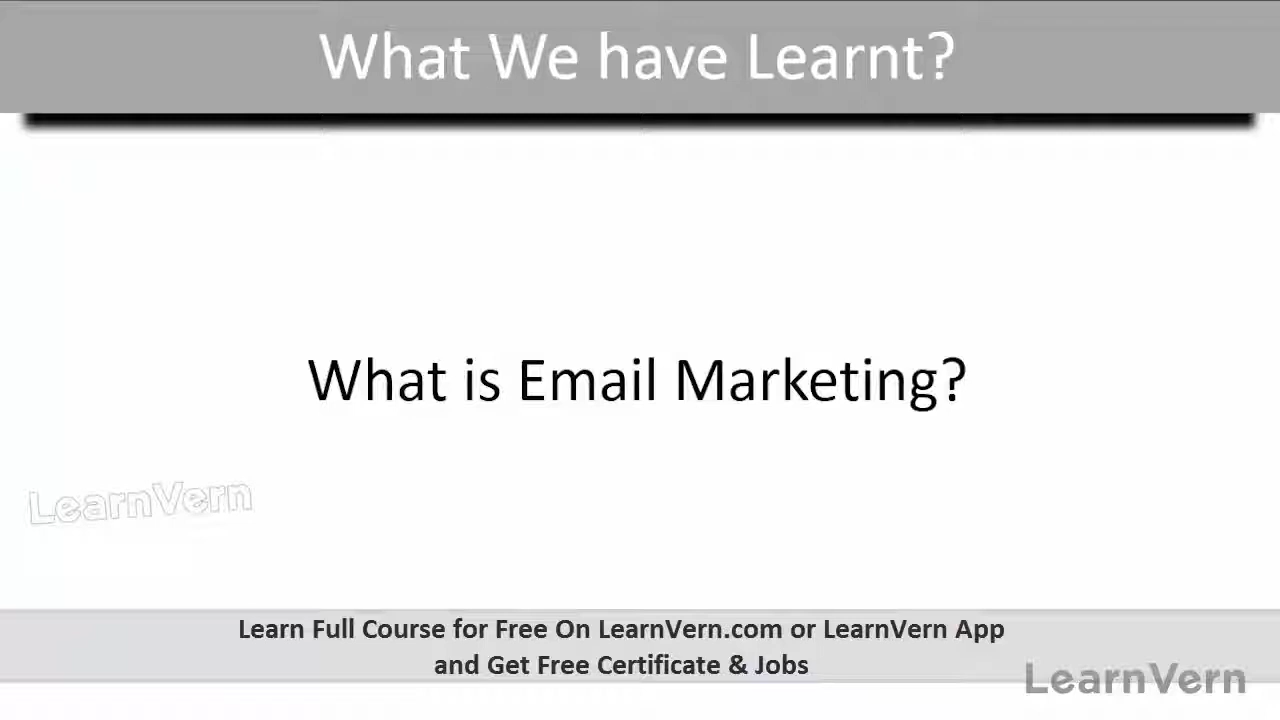 What We have Learnt?
What is Email Marketing?
LearnVern
Learn Full Course for Free On LearnVern.com or LearnVern App
and Get Free Certificate & Jobs
LearnVern